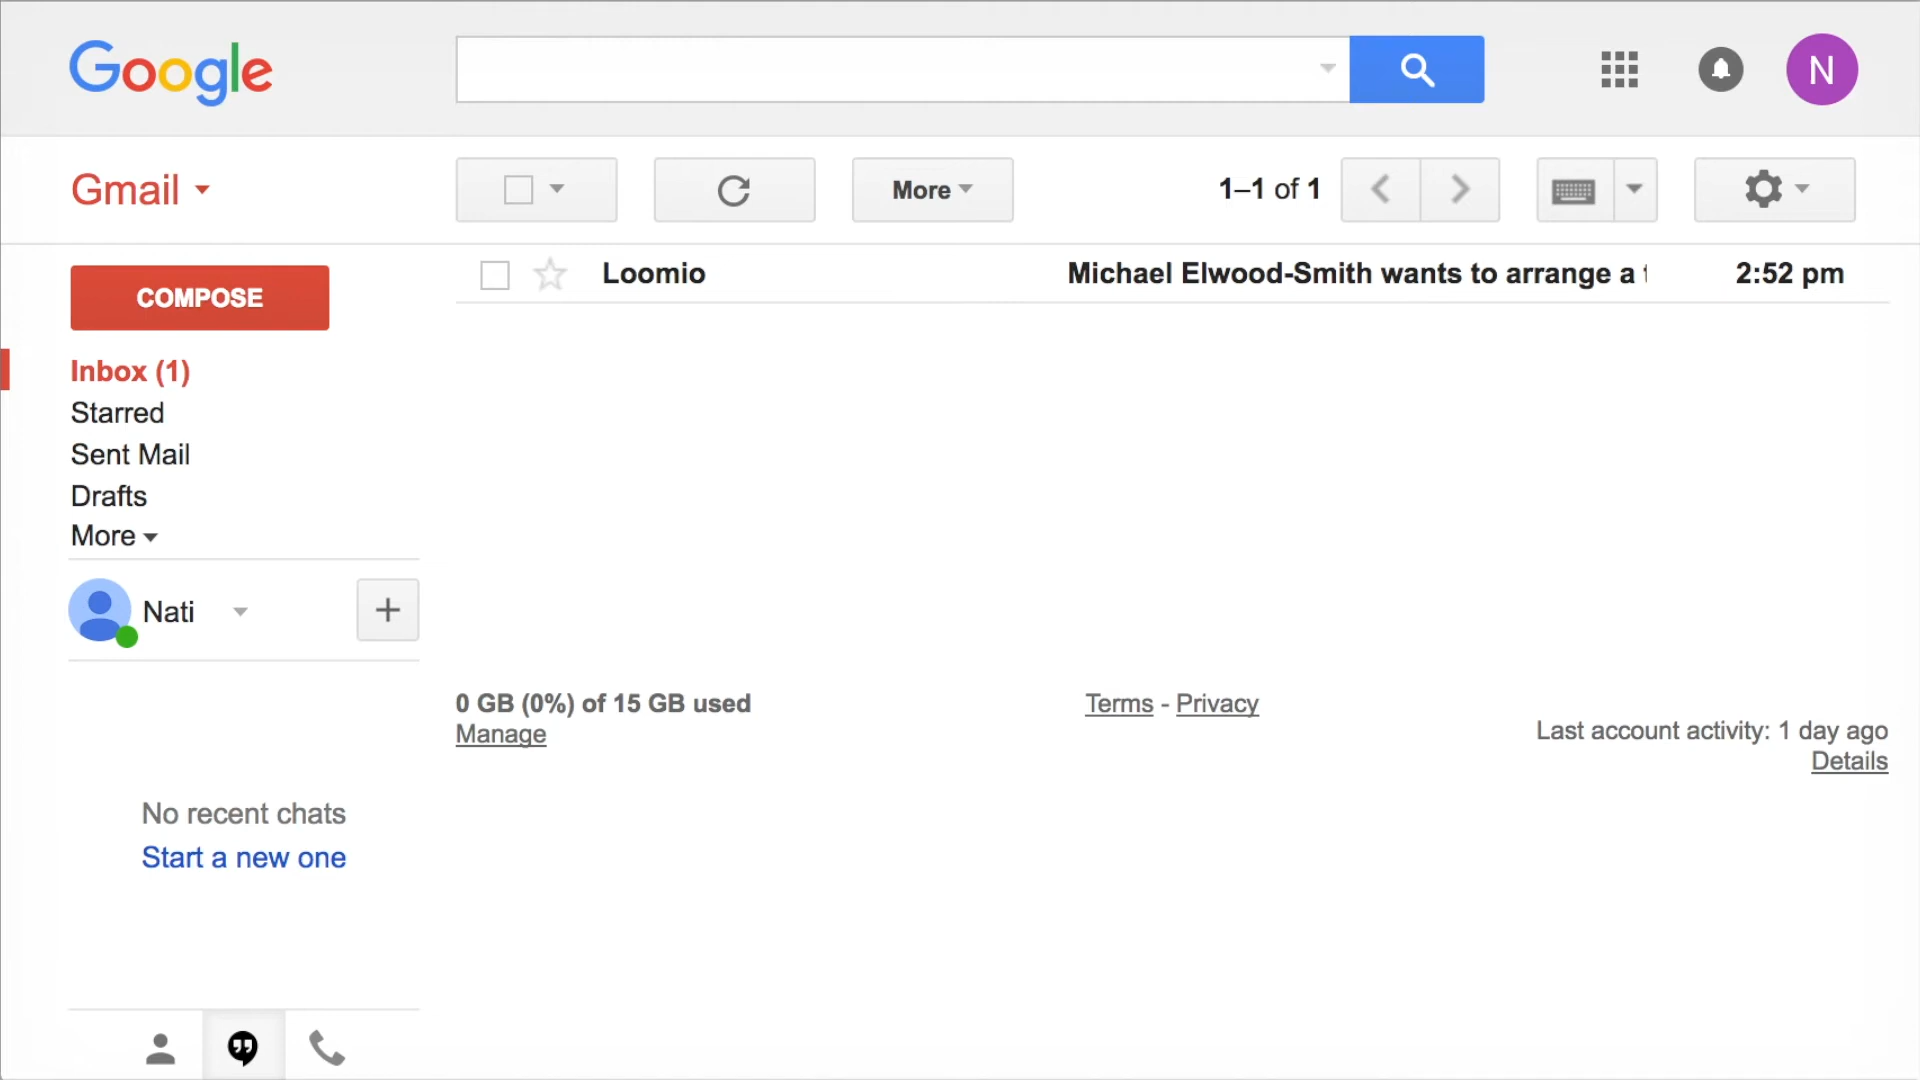 Google
N
Gmail
More
1–1 of 1
COMPOSE
Loomio
Michael Elwood-Smith wants to arrange a
2:52 pm
Inbox (1)
Starred
Sent Mail
Drafts
More
Nati
0 GB (0%) of 15 GB used
Manage
Terms - Privacy
Last account activity: 1 day ago
Details
No recent chats
Start a new one